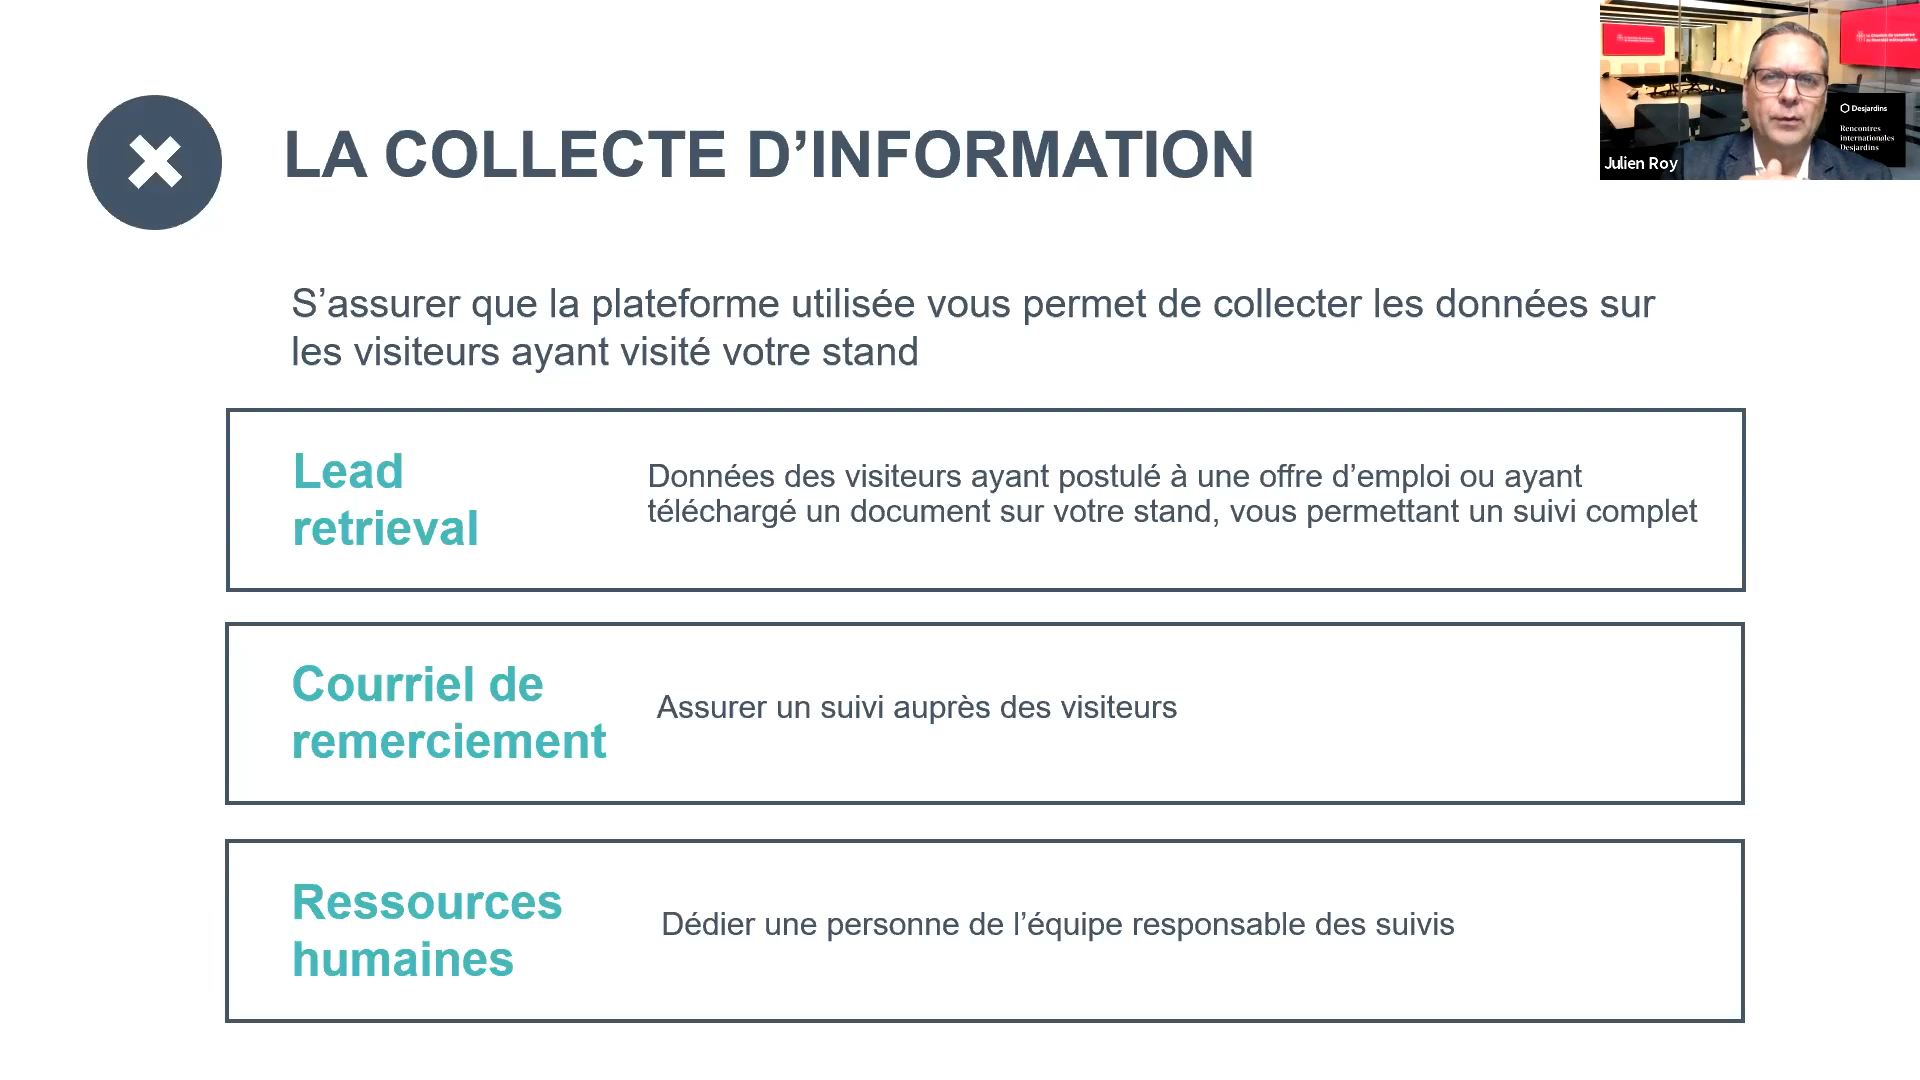 LA COLLECTE D’INFORMATION
S’assurer que la plateforme utilisée vous permet de collecter les données sur
les visiteurs ayant visité votre stand
Lead
retrieval
Données des visiteurs ayant postulé à une offre d’emploi ou ayant
téléchargé un document sur votre stand, vous permettant un suivi complet
Courriel de
remerciement
Assurer un suivi auprès des visiteurs
Ressources
humaines
Dédier une personne de l’équipe responsable des suivis
Desjardins
Rencontres
internationales
Desjardins
Julien Roy